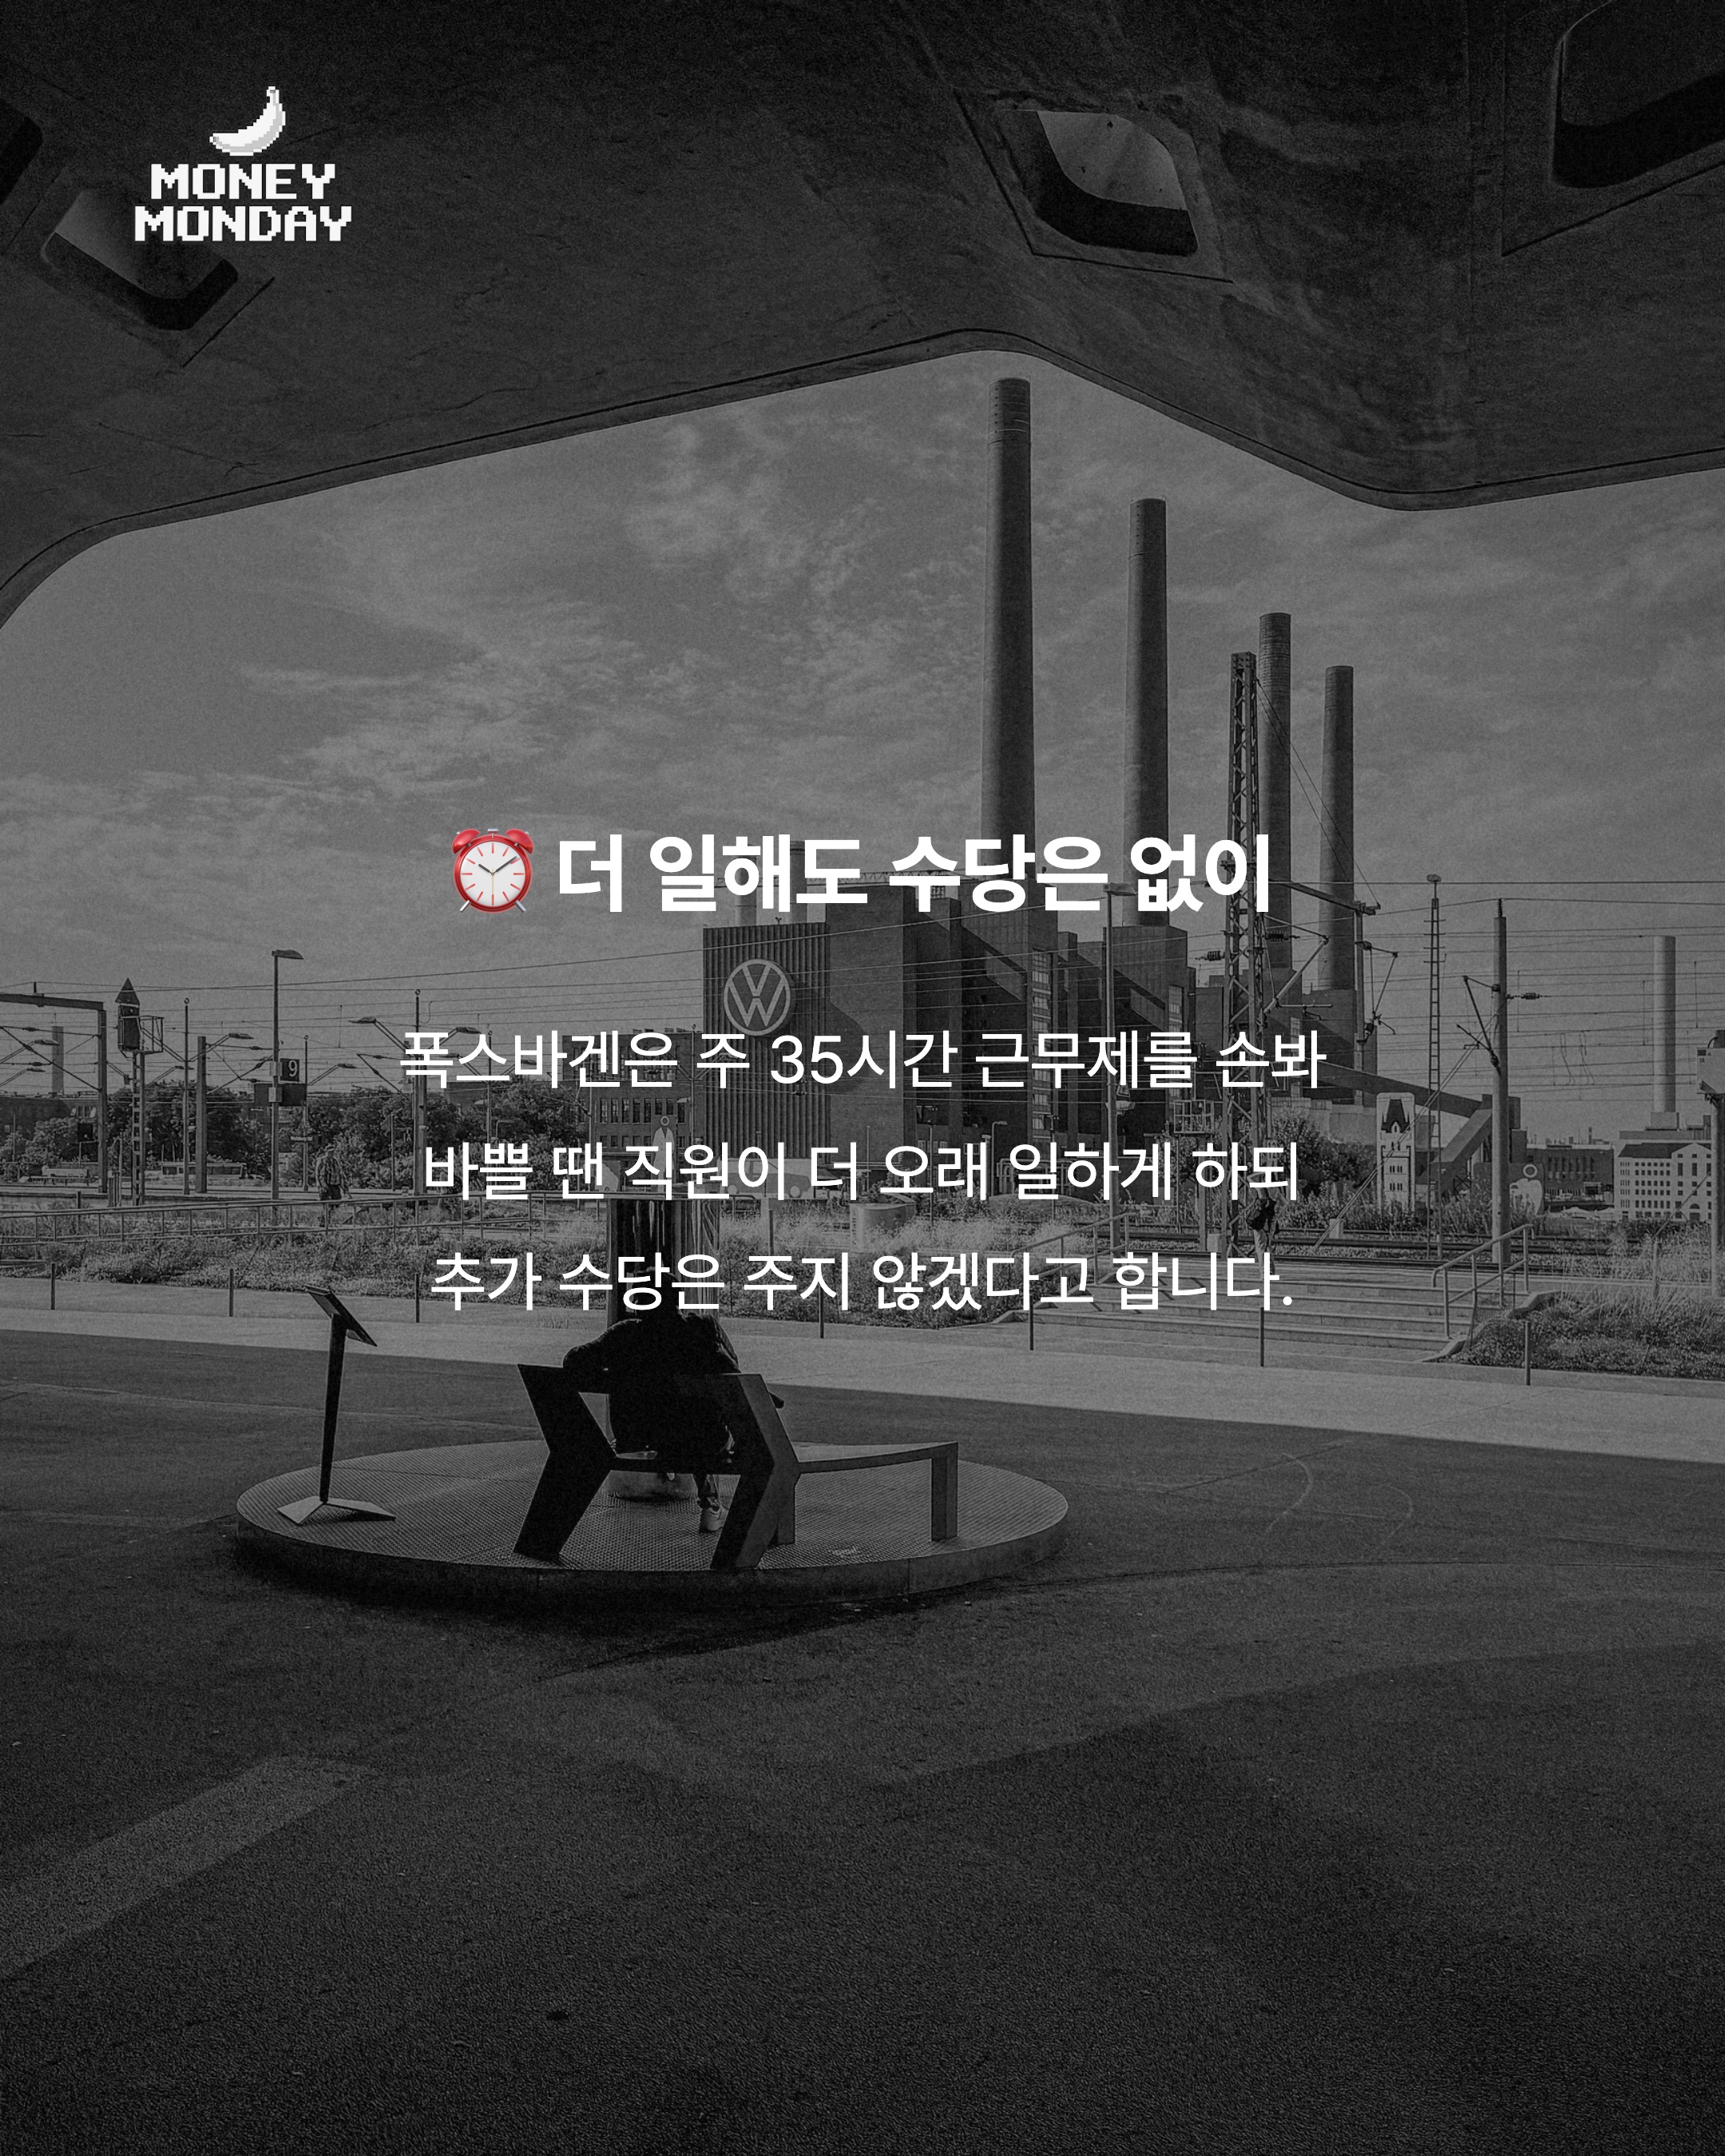 MONEY
MONDAY
⏰ 더 일해도 수당은 없이
폭스바겐은 주 35시간 근무제를 손봐
바쁠 땐 직원이 더 오래 일하게 하되
추가 수당은 주지 않겠다고 합니다.
9